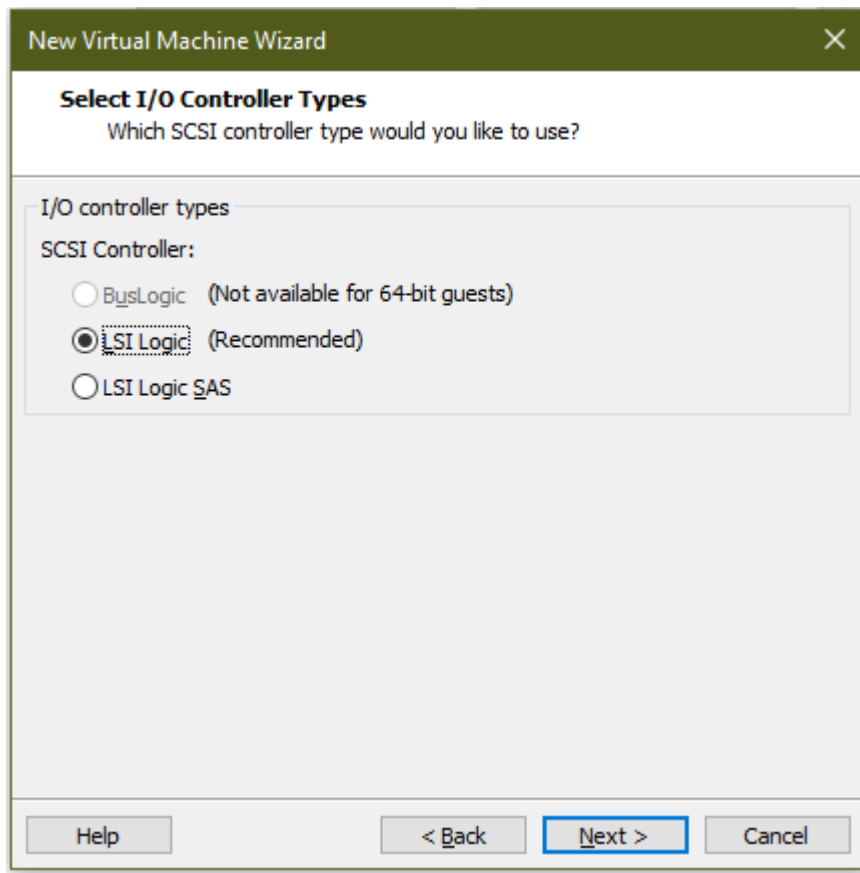 New Virtual Machine Wizard
Select I/O Controller Types
Which SCSI controller type would you like to use?
I/O controller types
SCSI Controller:
BusLogic (Not available for 64-bit guests)
LSI Logic (Recommended)
LSI Logic SAS
Help < Back Next > Cancel